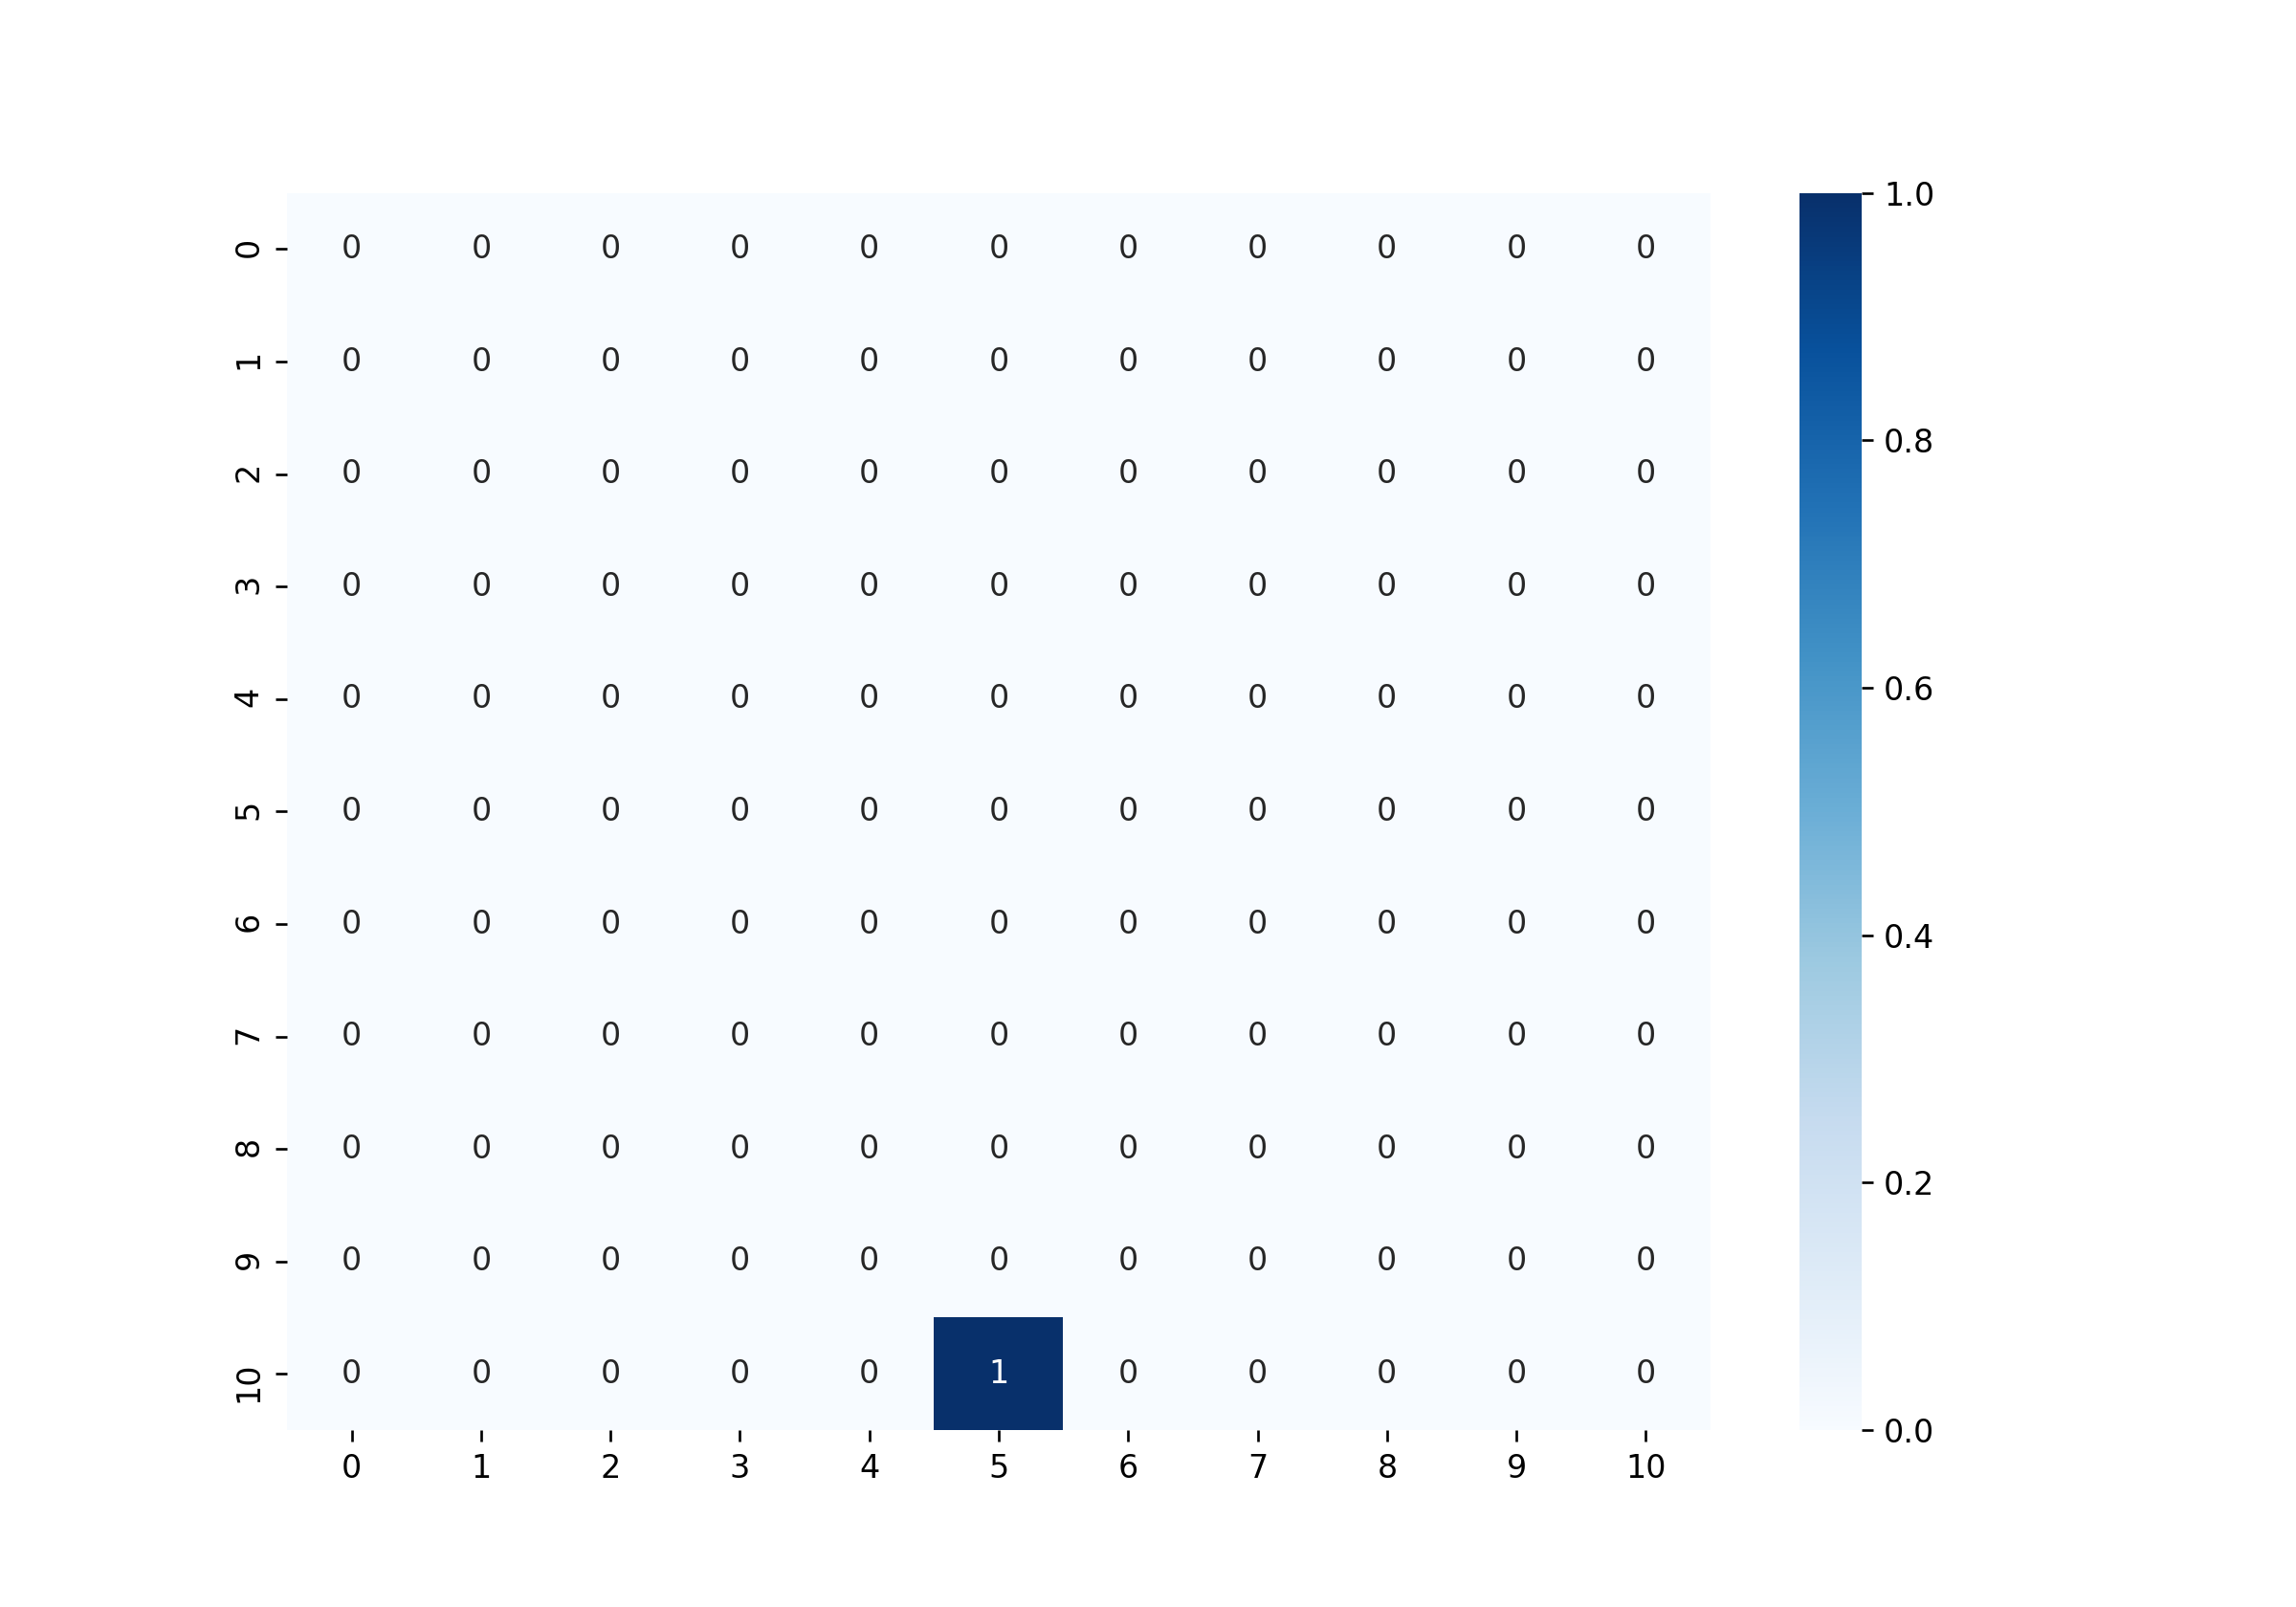 1.0
0 0 0 0 0 0 0 0 0 0 0 0
1 0 0 0 0 0 0 0 0 0 0 0
0.8
2 0 0 0 0 0 0 0 0 0 0 0
3 0 0 0 0 0 0 0 0 0 0 0
0.6
4 0 0 0 0 0 0 0 0 0 0 0
5 0 0 0 0 0 0 0 0 0 0 0
6 0 0 0 0 0 0 0 0 0 0 0
0.4
7 0 0 0 0 0 0 0 0 0 0 0
8 0 0 0 0 0 0 0 0 0 0 0
0.2
9 0 0 0 0 0 0 0 0 0 0 0
10 0 0 0 0 0 1 0 0 0 0 0
0.0
0 1 2 3 4 5 6 7 8 9 10